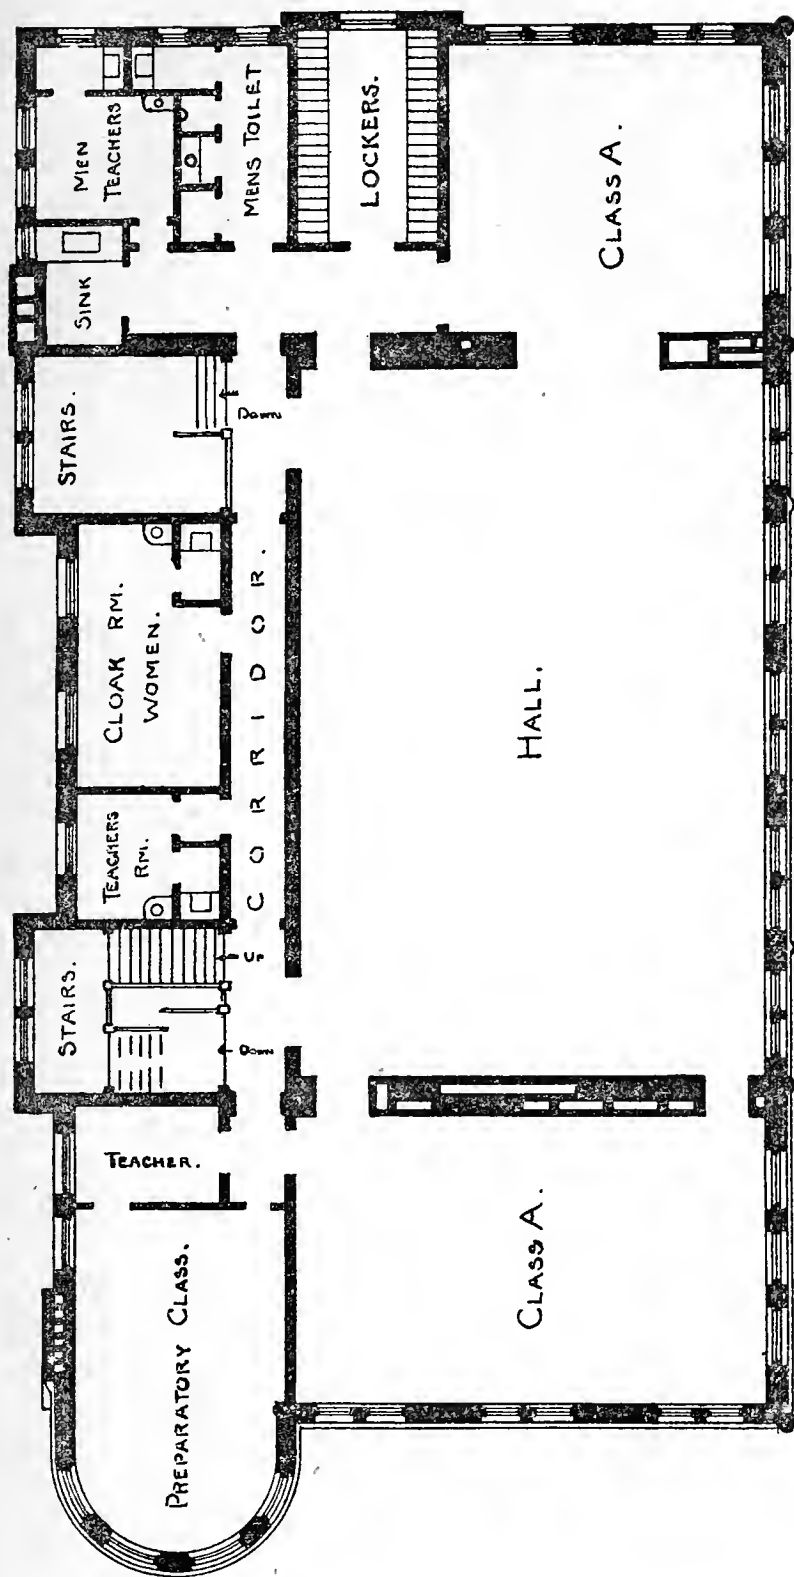 PREPARATORY CLASS.
TEACHER.
STAIRS.
DOWN
UP
TEACHERS
RM.
CLOAK RM.
WOMEN.
CORRIDOR.
STAIRS.
DOWN
SINK
MEN
TEACHERS
MENS TOILET
LOCKERS.
CLASS A.
HALL.
CLASS A.